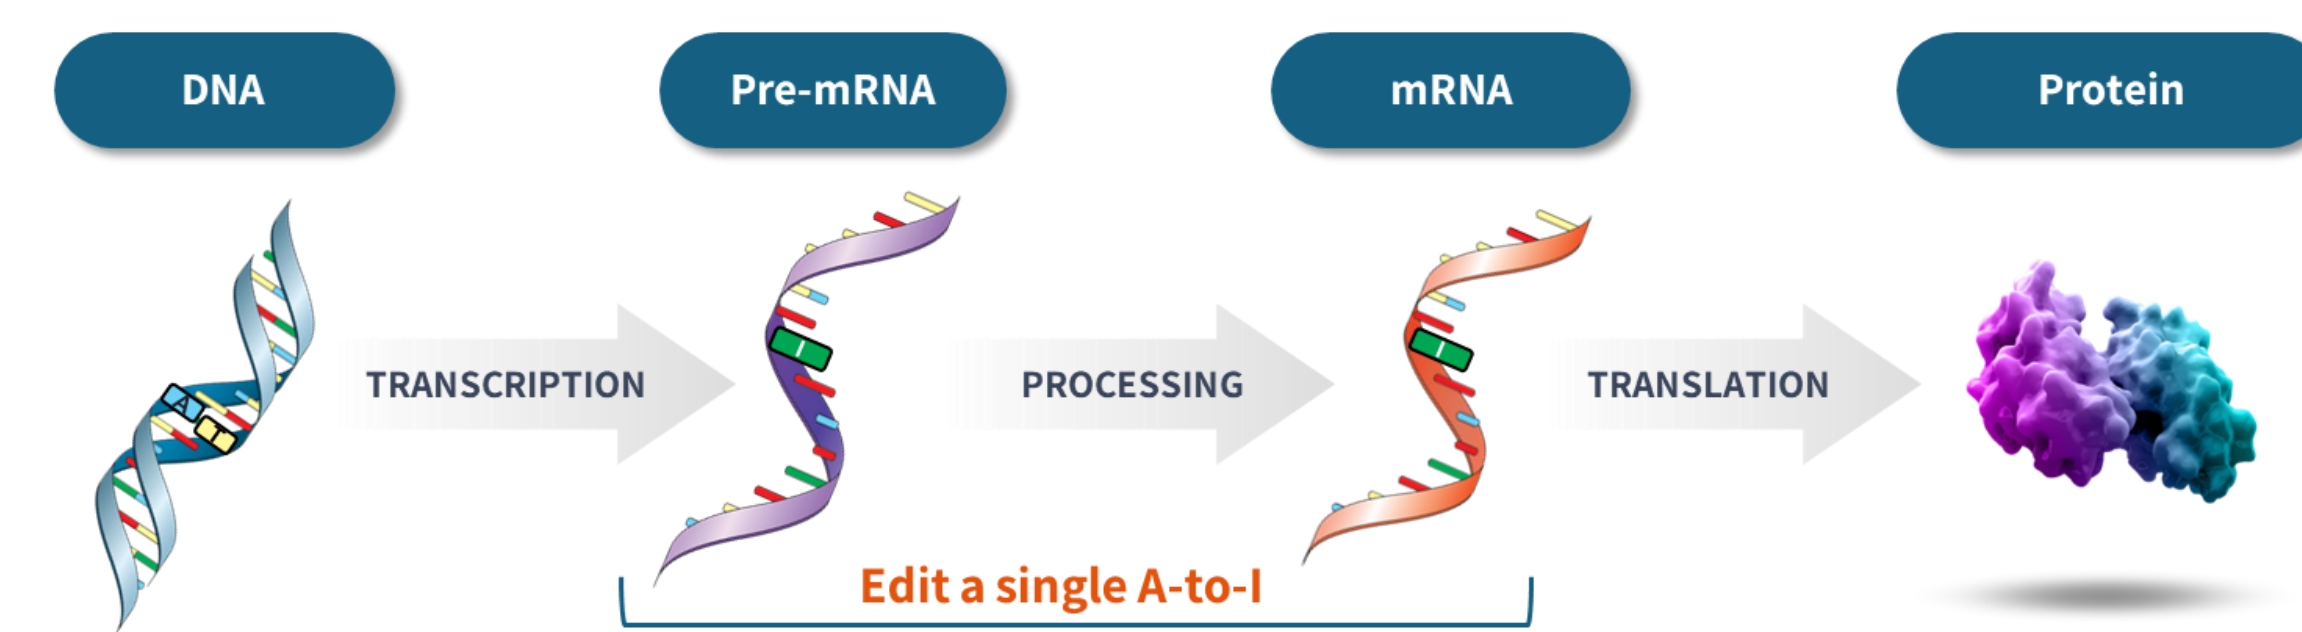 DNA
Pre-mRNA
mRNA
Protein
TRANSCRIPTION
PROCESSING
TRANSLATION
A
T
I
I
Edit a single A-to-I